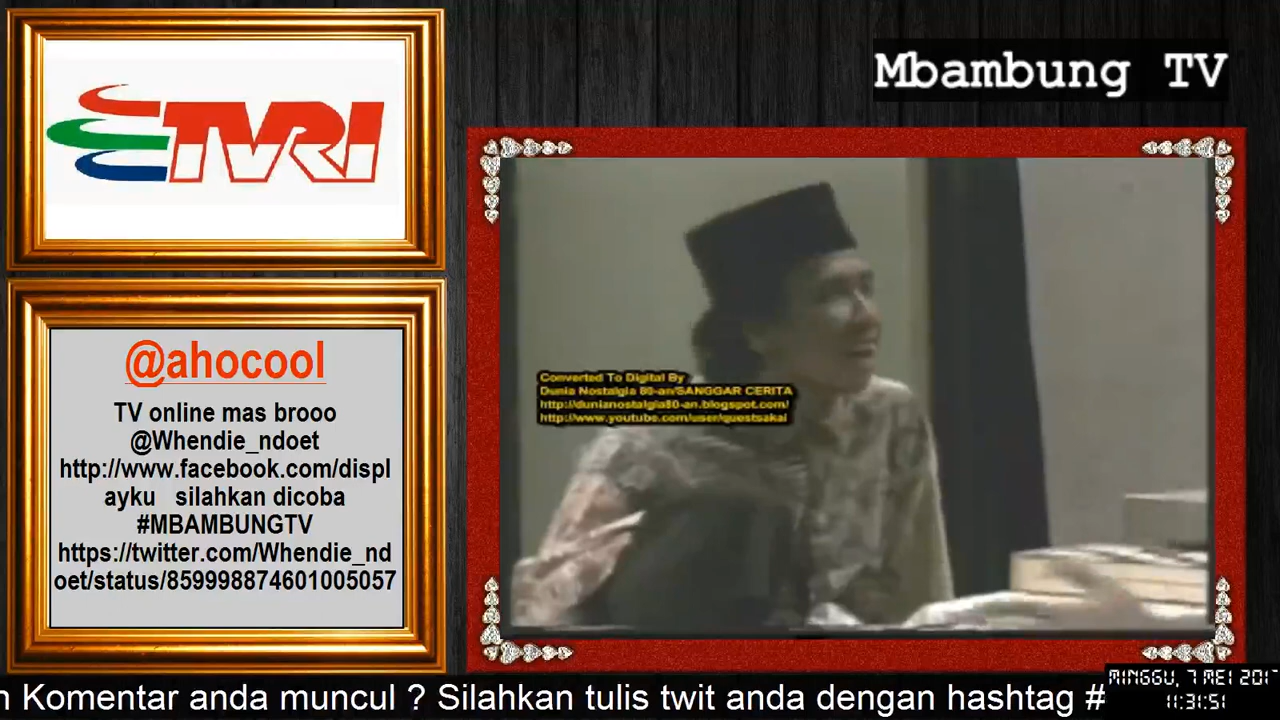 TVRI
Mbambung TV
Converted To Digital By
Dunia Nostalgia 80-an/SANGGAR CERITA
http://dunianostalgia80-an.blogspot.com/
http://www.youtube.com/user/questsakai
@ahocool
TV online mas brooo
@Whendie_ndoet
http://www.facebook.com/displ
ayku silahkan dicoba
#MBAMBUNGTV
https://twitter.com/Whendie_nd
oet/status/859998874601005057
n Komentar anda muncul ? Silahkan tulis twit anda dengan hashtag #
MINGGU, 7 MEI 2017
11:31:51